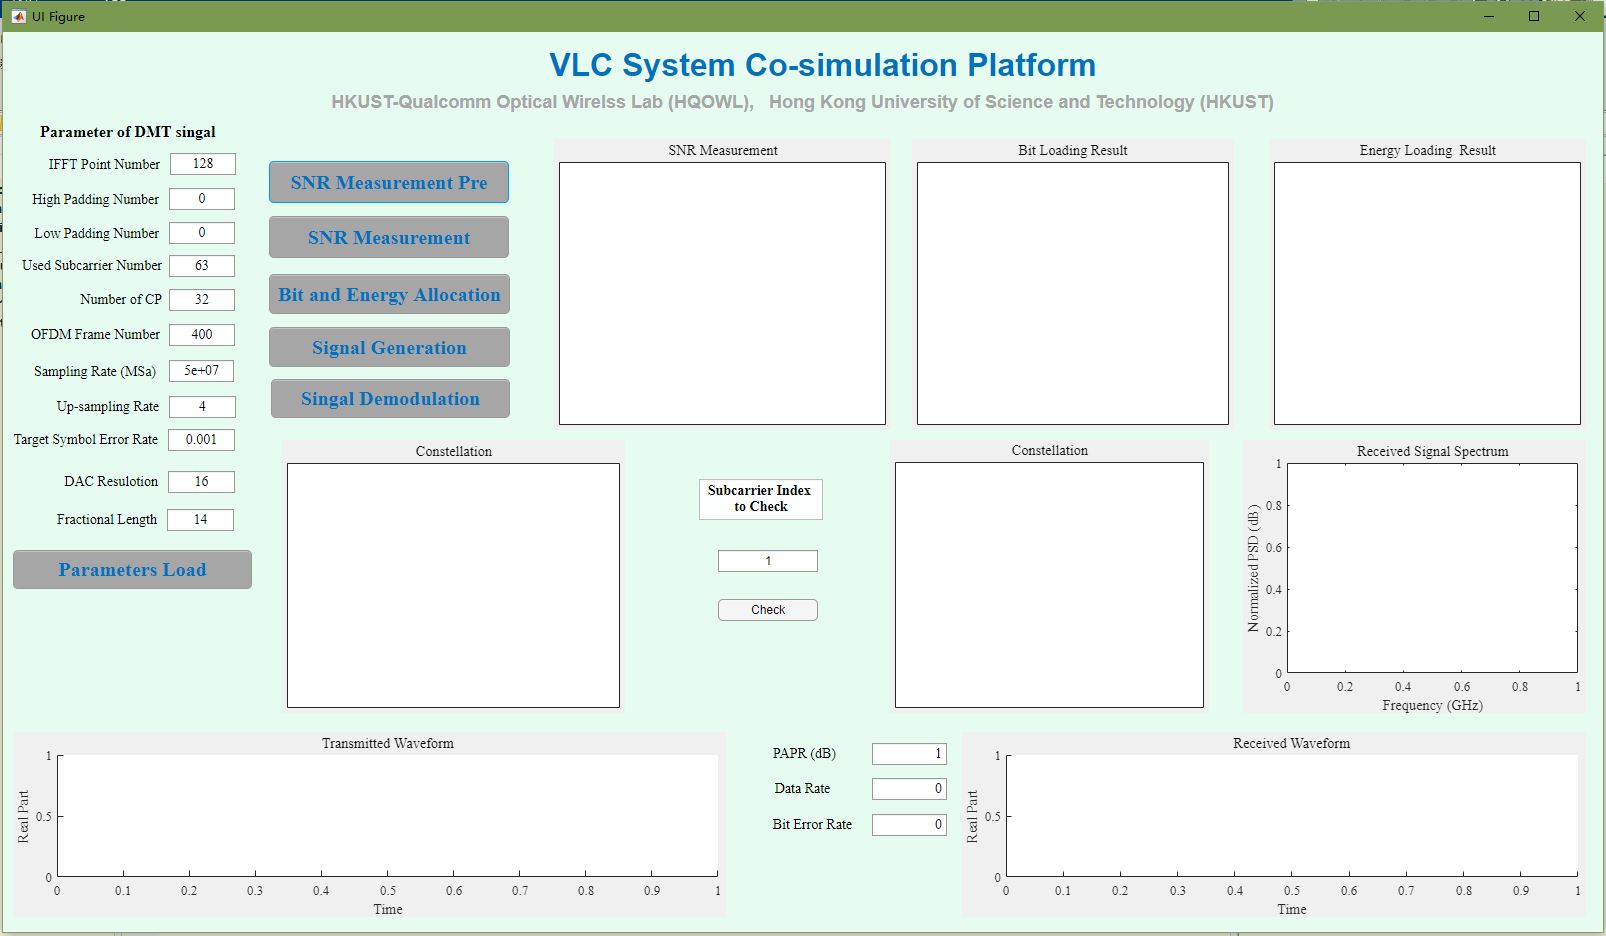 UI Figure
VLC System Co-simulation Platform
HKUST-Qualcomm Optical Wirelss Lab (HQOWL),   Hong Kong University of Science and Technology (HKUST)
Parameter of DMT singal
IFFT Point Number 128
High Padding Number 0
Low Padding Number 0
Used Subcarrier Number 63
Number of CP 32
OFDM Frame Number 400
Sampling Rate (MSa) 5e+07
Up-sampling Rate 4
Target Symbol Error Rate 0.001
DAC Resulotion 16
Fractional Length 14
Parameters Load
SNR Measurement Pre
SNR Measurement
Bit and Energy Allocation
Signal Generation
Singal Demodulation
SNR Measurement
Bit Loading Result
Energy Loading  Result
Constellation
Subcarrier Index
to Check
1
Check
Constellation
Received Signal Spectrum
Normalized PSD (dB)
1
0.8
0.6
0.4
0.2
0
0 0.2 0.4 0.6 0.8 1
Frequency (GHz)
Transmitted Waveform
Real Part
1
0.5
0
0 0.1 0.2 0.3 0.4 0.5 0.6 0.7 0.8 0.9 1
Time
PAPR (dB) 1
Data Rate 0
Bit Error Rate 0
Received Waveform
Real Part
1
0.5
0
0 0.1 0.2 0.3 0.4 0.5 0.6 0.7 0.8 0.9 1
Time